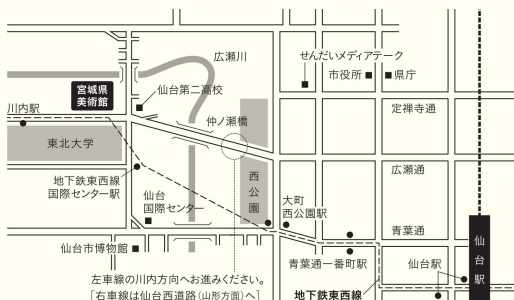 広瀬川
せんだいメディアテーク
市役所
県庁
宮城県
美術館
仙台第二高校
川内駅
仲ノ瀬橋
定禅寺通
東北大学
地下鉄東西線
国際センター駅
広瀬通
西公園
仙台
国際センター
大町
西公園駅
青葉通
仙台駅
仙台市博物館
青葉通一番町駅
仙台駅
左車線の川内方向へお進みください。
[右車線は仙台西道路(山形方面)へ]
地下鉄東西線